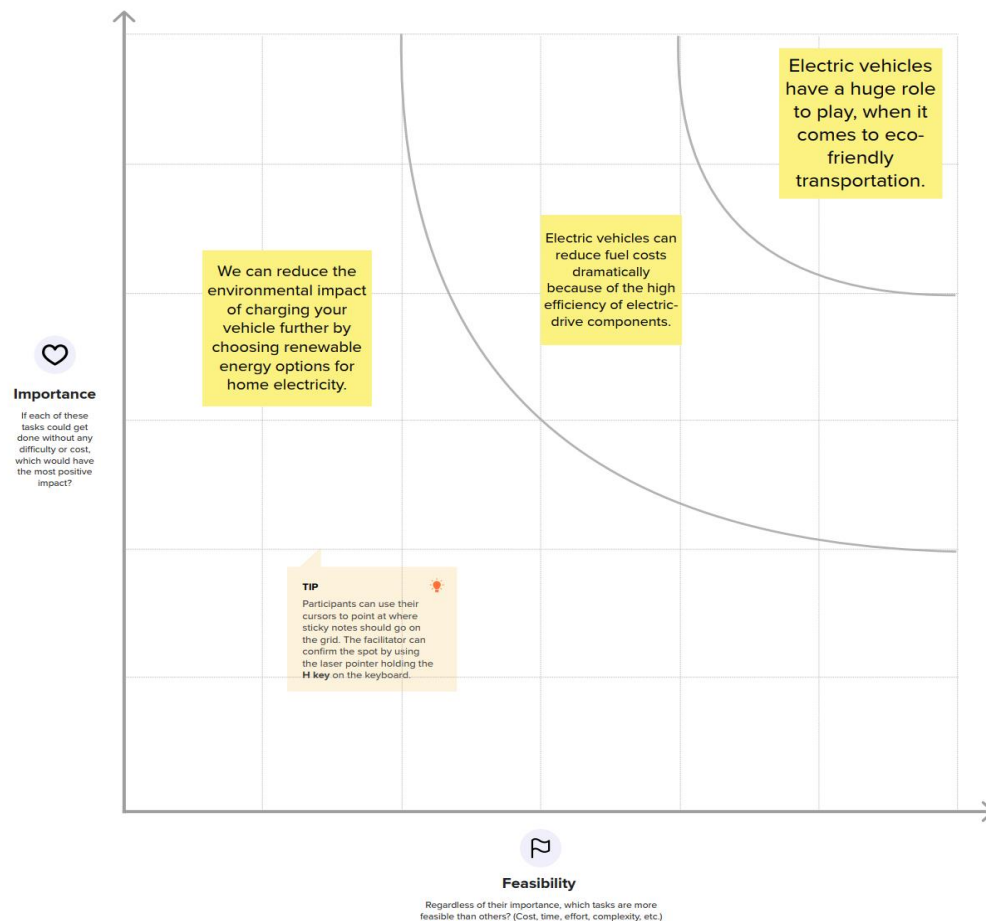 Electric vehicles
have a huge role
to play, when it
comes to eco-
friendly
transportation.
Electric vehicles can
reduce fuel costs
dramatically
because of the high
efficiency of electric-
drive components.
We can reduce the
environmental impact
of charging your
vehicle further by
choosing renewable
energy options for
home electricity.
Importance
If each of these
tasks could get
done without any
difficulty or cost,
which would have
the most positive
impact?
TIP
Participants can use their
cursors to point at where
sticky notes should go on
the grid. The facilitator can
confirm the spot by using
the laser pointer holding the
H key on the keyboard.
Feasibility
Regardless of their importance, which tasks are more
feasible than others? (Cost, time, effort, complexity, etc.)